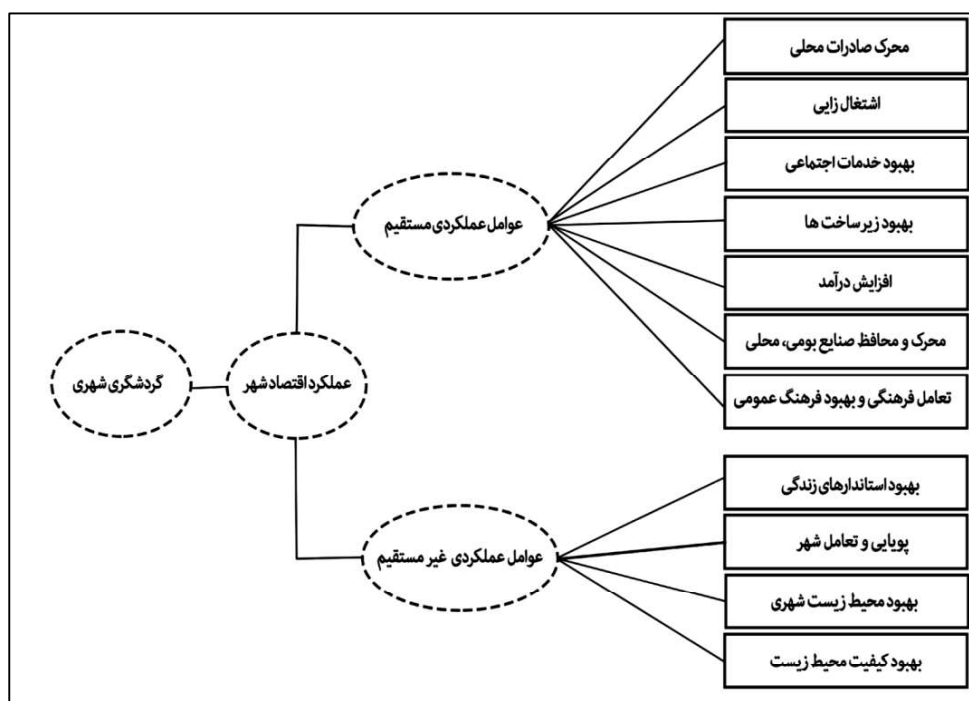 گردشگری شهری
عملکرد اقتصاد شهر
عوامل عملکردی مستقیم
محرک صادرات محلی
اشتغال زایی
بهبود خدمات اجتماعی
بهبود زیر ساخت ها
افزایش درآمد
محرک و محافظ صنایع بومی، محلی
تعامل فرهنگی و بهبود فرهنگ عمومی
عوامل عملکردی غیر مستقیم
بهبود استاندارهای زندگی
پویایی و تعامل شهر
بهبود محیط زیست شهری
بهبود کیفیت محیط زیست